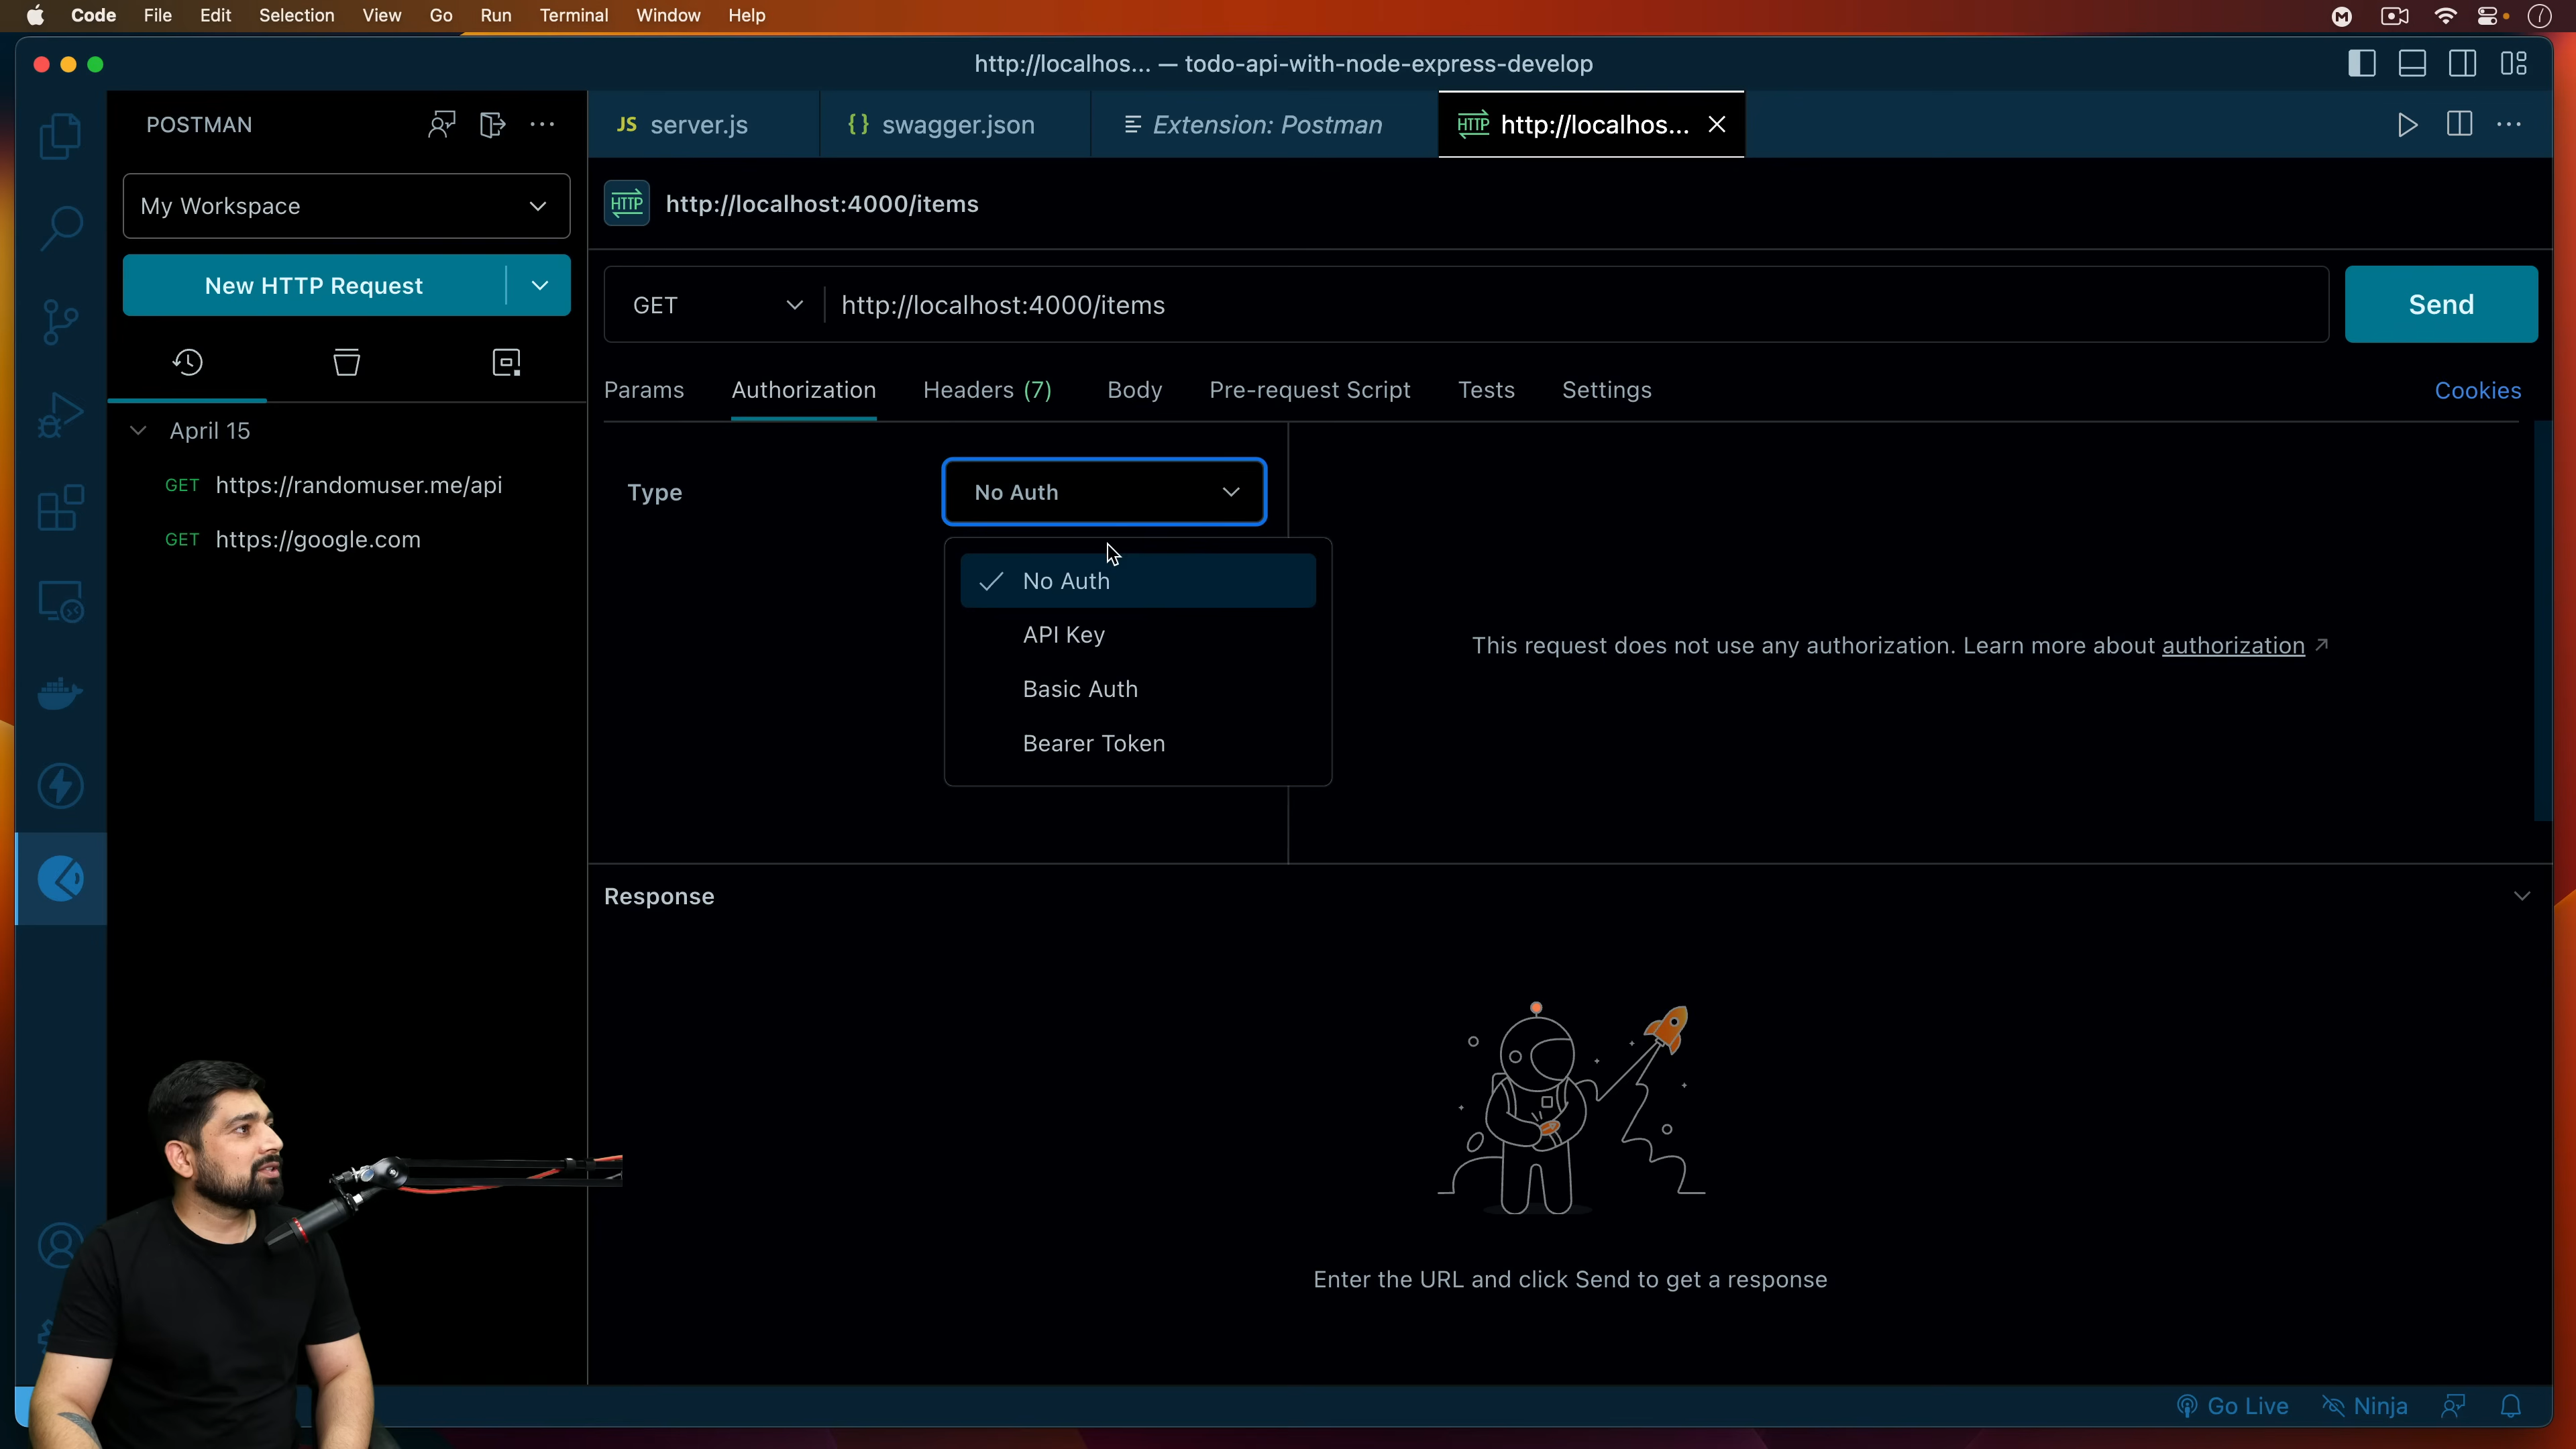 Code File Edit Selection View Go Run Terminal Window Help
http://localhos... — todo-api-with-node-express-develop
POSTMAN
JS server.js
{} swagger.json
Extension: Postman
HTTP http://localhos...
My Workspace
HTTP http://localhost:4000/items
New HTTP Request
GET http://localhost:4000/items
Send
Params Authorization Headers (7) Body Pre-request Script Tests Settings
Cookies
April 15
GET https://randomuser.me/api
GET https://google.com
Type
No Auth
No Auth
API Key
Basic Auth
Bearer Token
This request does not use any authorization. Learn more about authorization
Response
Enter the URL and click Send to get a response
Go Live
Ninja